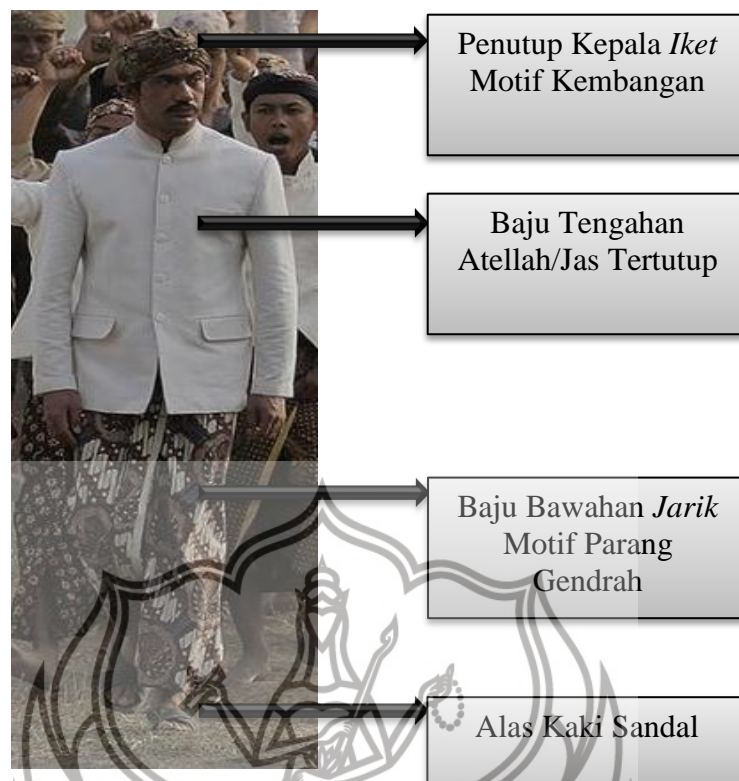 Penutup Kepala Iket
Motif Kembangan
Baju Tengahan
Atellah/Jas Tertutup
Baju Bawahan Jarik
Motif Parang
Gendrah
Alas Kaki Sandal